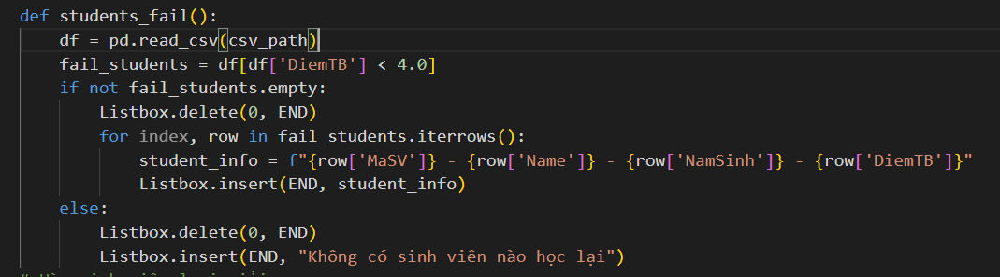 def students_fail():
    df = pd.read_csv(csv_path)
    fail_students = df[df['DiemTB'] < 4.0]
    if not fail_students.empty:
        Listbox.delete(0, END)
        for index, row in fail_students.iterrows():
            student_info = f"{row['MaSV']} - {row['Name']} - {row['NamSinh']} - {row['DiemTB']}"
            Listbox.insert(END, student_info)
    else:
        Listbox.delete(0, END)
        Listbox.insert(END, "Không có sinh viên nào học lại")